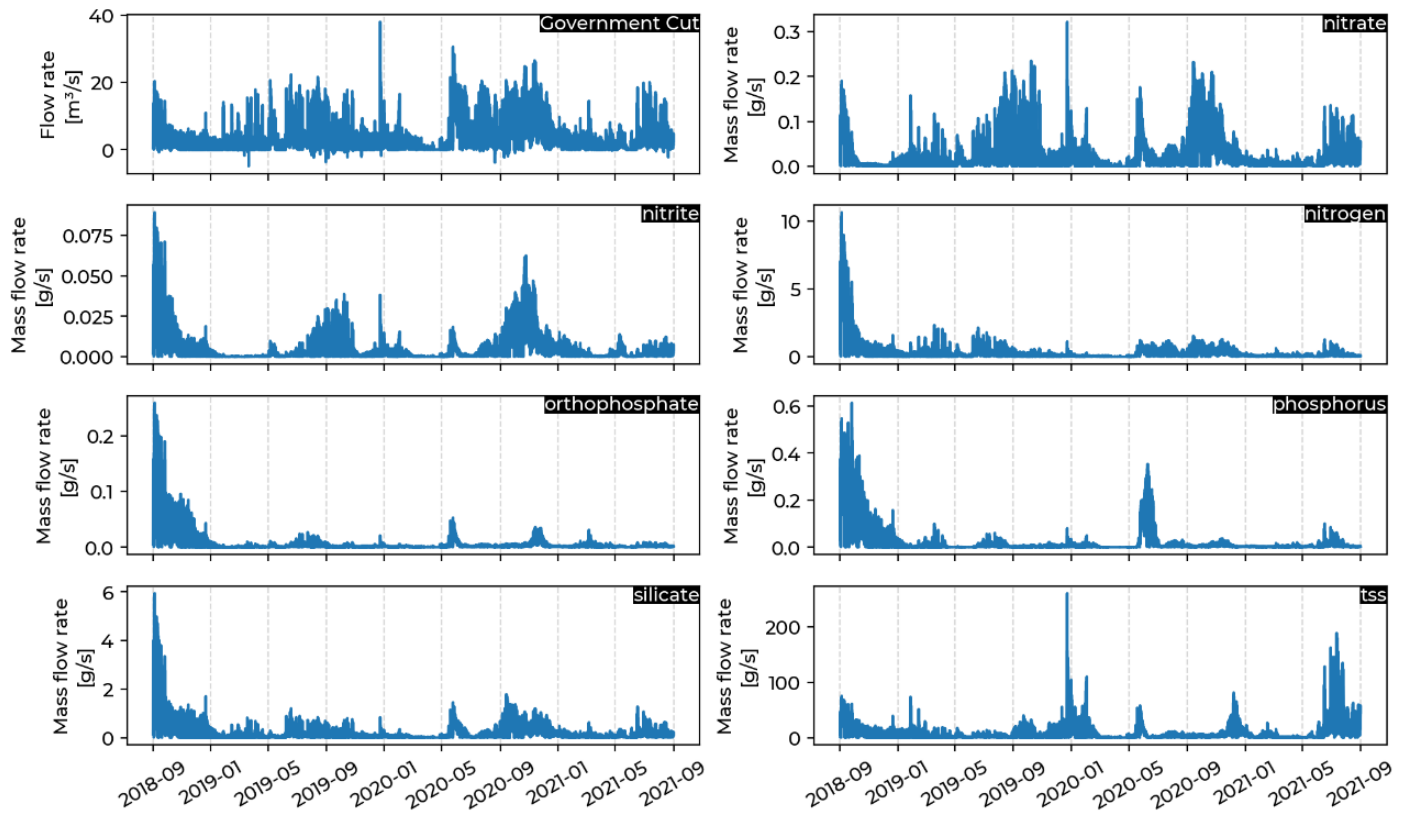 Government Cut
Flow rate
[m³/s]
40
20
0
nitrate
Mass flow rate
[g/s]
0.3
0.2
0.1
0.0
nitrite
Mass flow rate
[g/s]
0.075
0.050
0.025
0.000
nitrogen
Mass flow rate
[g/s]
10
5
0
orthophosphate
Mass flow rate
[g/s]
0.2
0.1
0.0
phosphorus
Mass flow rate
[g/s]
0.6
0.4
0.2
0.0
silicate
Mass flow rate
[g/s]
6
4
2
0
2018-09 2019-01 2019-05 2019-09 2020-01 2020-05 2020-09 2021-01 2021-05 2021-09
tss
Mass flow rate
[g/s]
200
100
0
2018-09 2019-01 2019-05 2019-09 2020-01 2020-05 2020-09 2021-01 2021-05 2021-09